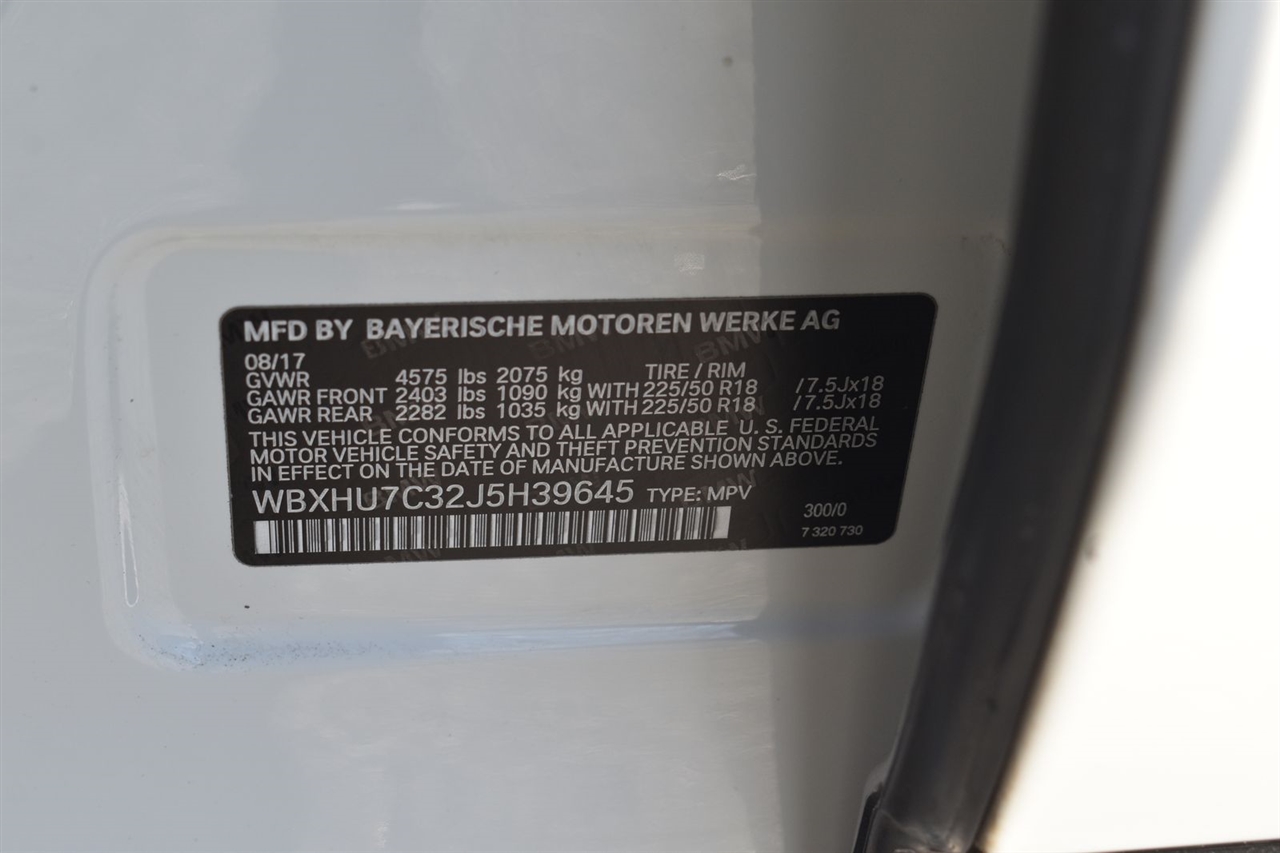 MFD BY BAYERISCHE MOTOREN WERKE AG
08/17 TIRE / RIM
GVWR 4575 lbs 2075 kg
GAWR FRONT 2403 lbs 1090 kg WITH 225/50 R18 /7.5Jx18
GAWR REAR 2282 lbs 1035 kg WITH 225/50 R18 /7.5Jx18
THIS VEHICLE CONFORMS TO ALL APPLICABLE U. S. FEDERAL
MOTOR VEHICLE SAFETY AND THEFT PREVENTION STANDARDS
IN EFFECT ON THE DATE OF MANUFACTURE SHOWN ABOVE.
WBXHU7C32J5H39645 TYPE: MPV
300/0
7 320 730